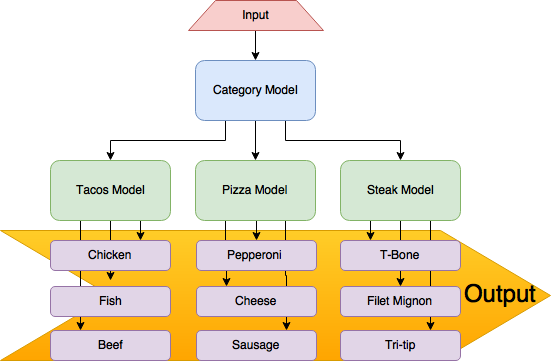 Input
Category Model
Tacos Model
Pizza Model
Steak Model
Chicken
Pepperoni
T-Bone
Fish
Cheese
Filet Mignon
Output
Beef
Sausage
Tri-tip